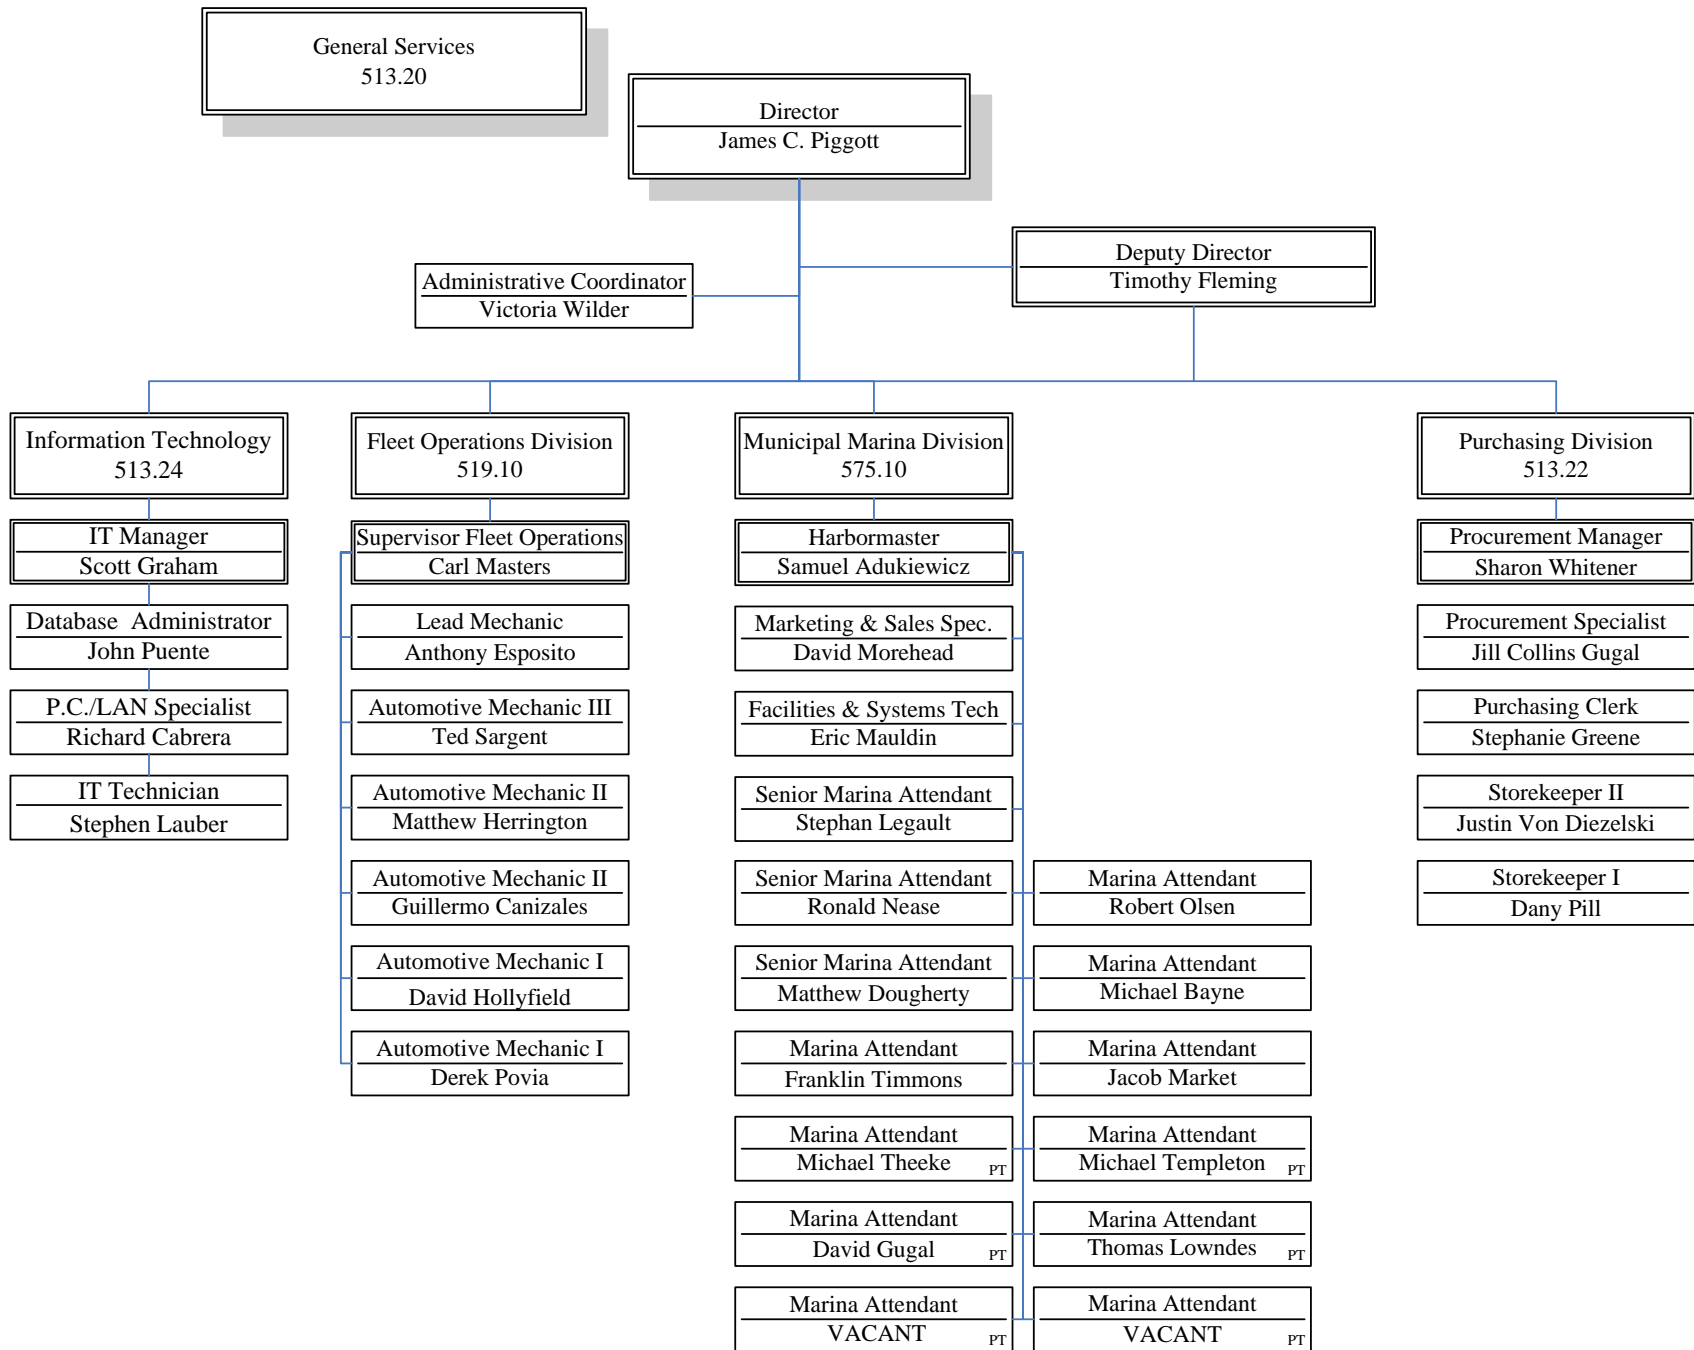 General Services
513.20
Director
James C. Piggott
Deputy Director
Timothy Fleming
Administrative Coordinator
Victoria Wilder
Information Technology
513.24
IT Manager
Scott Graham
Database  Administrator
John Puente
P.C./LAN Specialist
Richard Cabrera
IT Technician
Stephen Lauber
Fleet Operations Division
519.10
Supervisor Fleet Operations
Carl Masters
Lead Mechanic
Anthony Esposito
Automotive Mechanic III
Ted Sargent
Automotive Mechanic II
Matthew Herrington
Automotive Mechanic II
Guillermo Canizales
Automotive Mechanic I
David Hollyfield
Automotive Mechanic I
Derek Povia
Municipal Marina Division
575.10
Harbormaster
Samuel Adukiewicz
Marketing & Sales Spec.
David Morehead
Facilities & Systems Tech
Eric Mauldin
Senior Marina Attendant
Stephan Legault
Senior Marina Attendant
Ronald Nease
Senior Marina Attendant
Matthew Dougherty
Marina Attendant
Franklin Timmons
Marina Attendant
Michael Theeke PT
Marina Attendant
David Gugal PT
Marina Attendant
VACANT PT
Marina Attendant
Robert Olsen
Marina Attendant
Michael Bayne
Marina Attendant
Jacob Market
Marina Attendant
Michael Templeton PT
Marina Attendant
Thomas Lowndes PT
Marina Attendant
VACANT PT
Purchasing Division
513.22
Procurement Manager
Sharon Whitener
Procurement Specialist
Jill Collins Gugal
Purchasing Clerk
Stephanie Greene
Storekeeper II
Justin Von Diezelski
Storekeeper I
Dany Pill